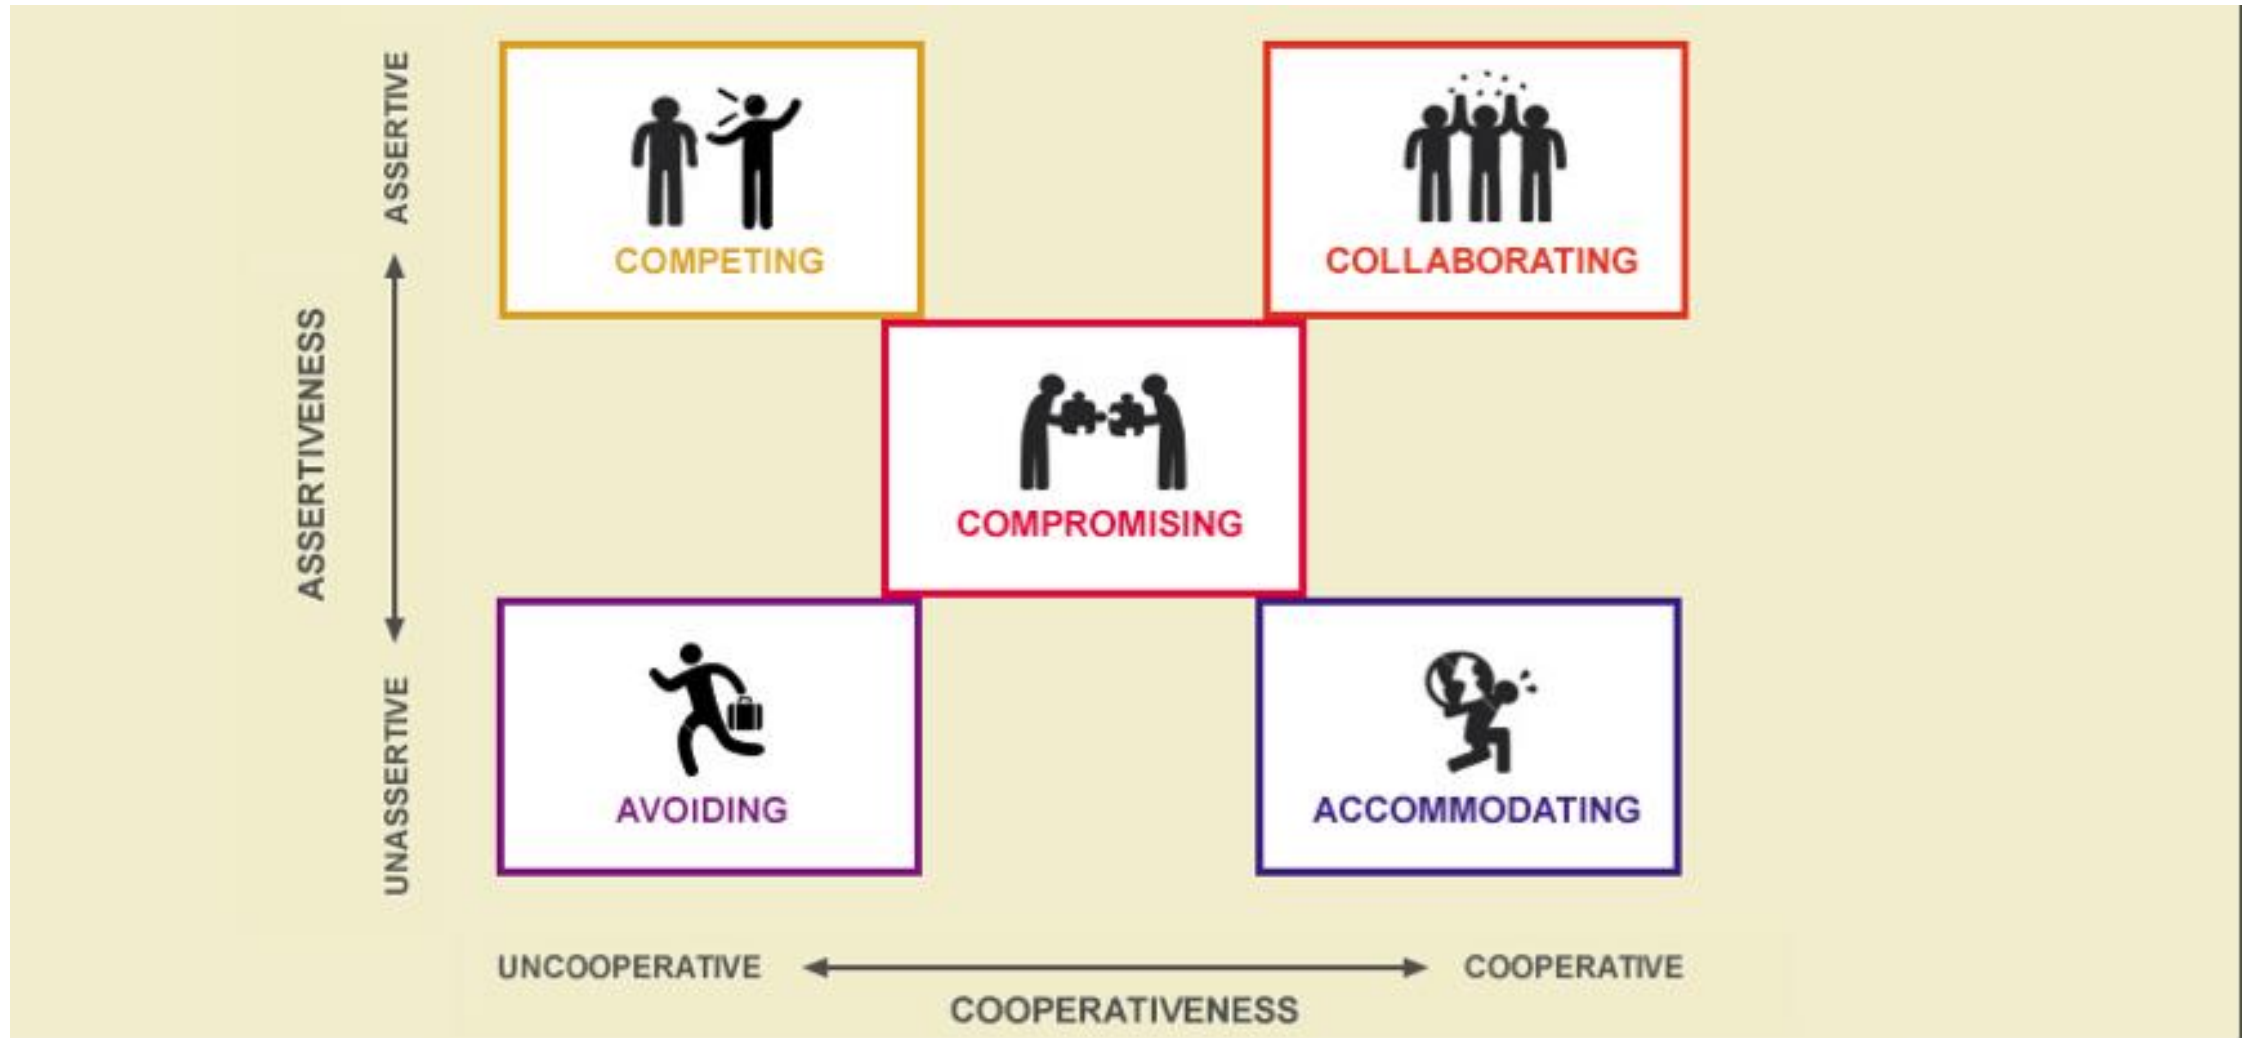 ASSERTIVE
COMPETING
COLLABORATING
ASSERTIVENESS
COMPROMISING
UNASSERTIVE
AVOIDING
ACCOMMODATING
UNCOOPERATIVE
COOPERATIVE
COOPERATIVENESS